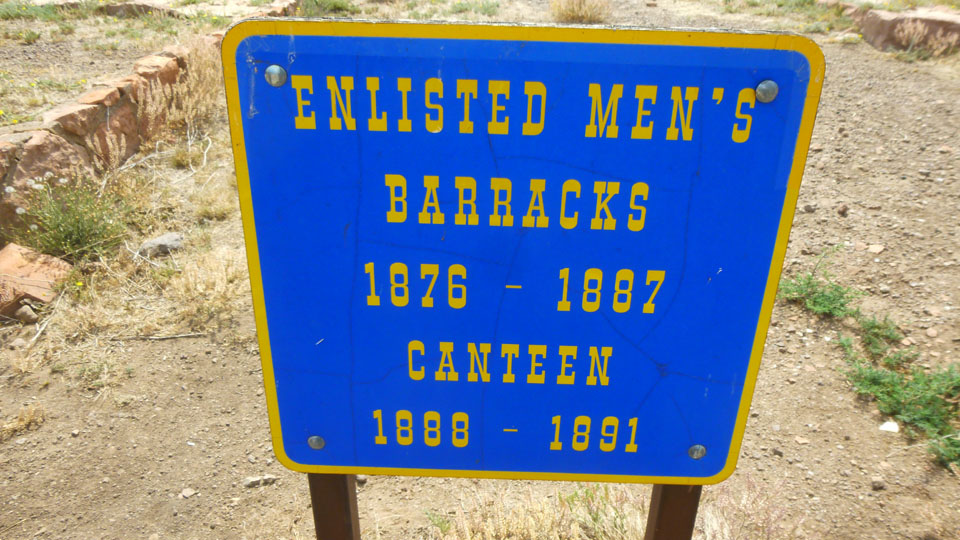 ENLISTED MEN'S
BARRACKS
1876 - 1887
CANTEEN
1888 - 1891